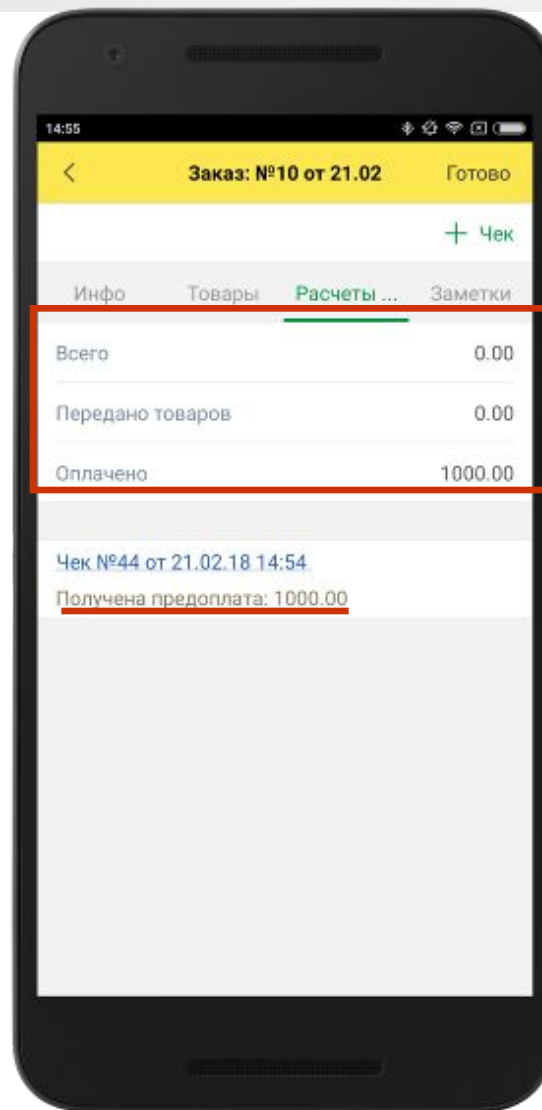 14:55
Заказ: №10 от 21.02 Готово
+ Чек
Инфо Товары Расчеты ... Заметки
Всего 0.00
Передано товаров 0.00
Оплачено 1000.00
Чек №44 от 21.02.18 14:54
Получена предоплата: 1000.00